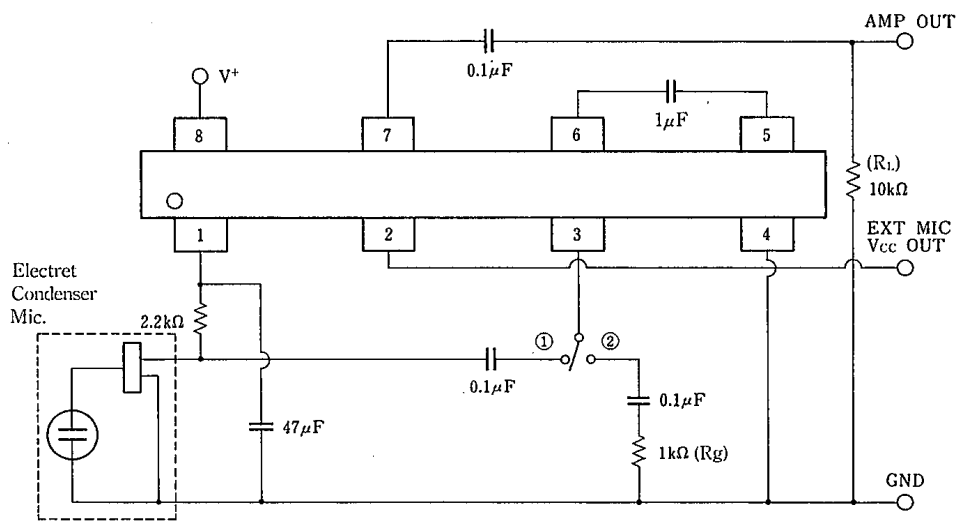 AMP OUT
0.1μF
V+
1μF
8
7
6
5
(RL)
10kΩ
1
2
3
4
EXT MIC
Vcc OUT
Electret
Condenser
Mic.
2.2kΩ
①
②
0.1μF
0.1μF
47μF
1kΩ (Rg)
GND